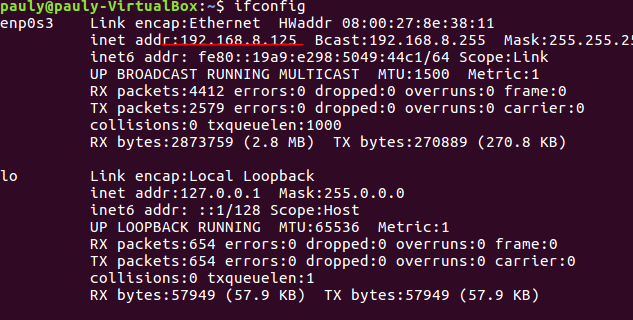 pauly@pauly-VirtualBox:~$ ifconfig
enp0s3 Link encap:Ethernet HWaddr 08:00:27:8e:38:11
inet addr:192.168.8.125 Bcast:192.168.8.255 Mask:255.255.25
inet6 addr: fe80::19a9:e298:5049:44c1/64 Scope:Link
UP BROADCAST RUNNING MULTICAST MTU:1500 Metric:1
RX packets:4412 errors:0 dropped:0 overruns:0 frame:0
TX packets:2579 errors:0 dropped:0 overruns:0 carrier:0
collisions:0 txqueuelen:1000
RX bytes:2873759 (2.8 MB) TX bytes:270889 (270.8 KB)
lo Link encap:Local Loopback
inet addr:127.0.0.1 Mask:255.0.0.0
inet6 addr: ::1/128 Scope:Host
UP LOOPBACK RUNNING MTU:65536 Metric:1
RX packets:654 errors:0 dropped:0 overruns:0 frame:0
TX packets:654 errors:0 dropped:0 overruns:0 carrier:0
collisions:0 txqueuelen:1
RX bytes:57949 (57.9 KB) TX bytes:57949 (57.9 KB)